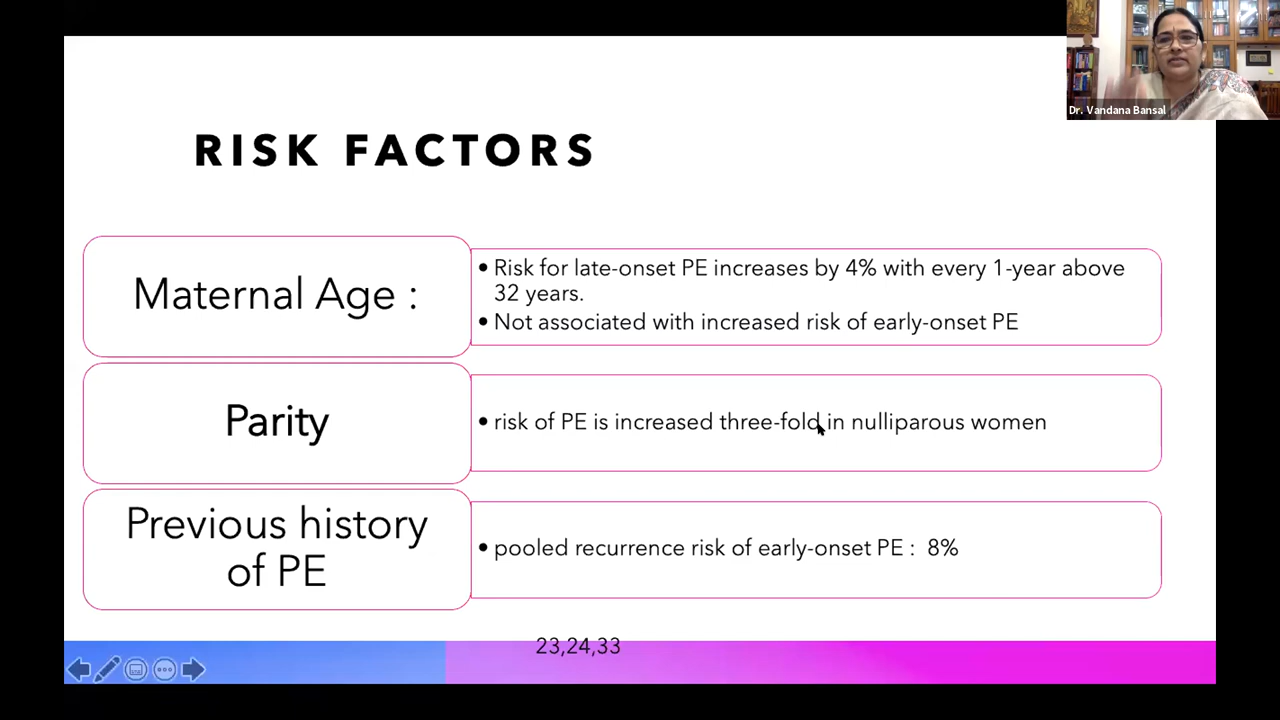 Dr. Vandana Bansal
RISK FACTORS
Maternal Age :
• Risk for late-onset PE increases by 4% with every 1-year above
32 years.
• Not associated with increased risk of early-onset PE
Parity
• risk of PE is increased three-fold in nulliparous women
Previous history
of PE
• pooled recurrence risk of early-onset PE : 8%
23,24,33